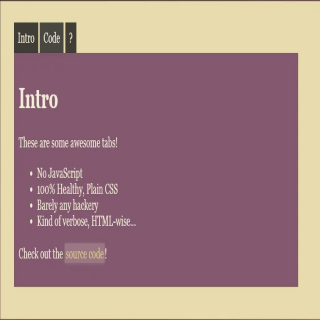 Intro Code ?
Intro
These are some awesome tabs!
• No JavaScript
• 100% Healthy, Plain CSS
• Barely any hackery
• Kind of verbose, HTML-wise...
Check out the source code!